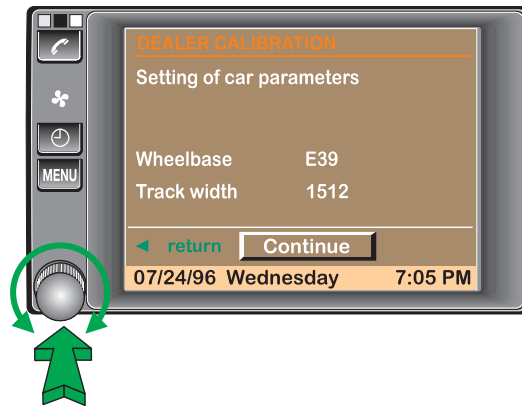 DEALER CALIBRATION
Setting of car parameters
Wheelbase E39
Track width 1512
MENU
◄ return Continue
07/24/96 Wednesday 7:05 PM